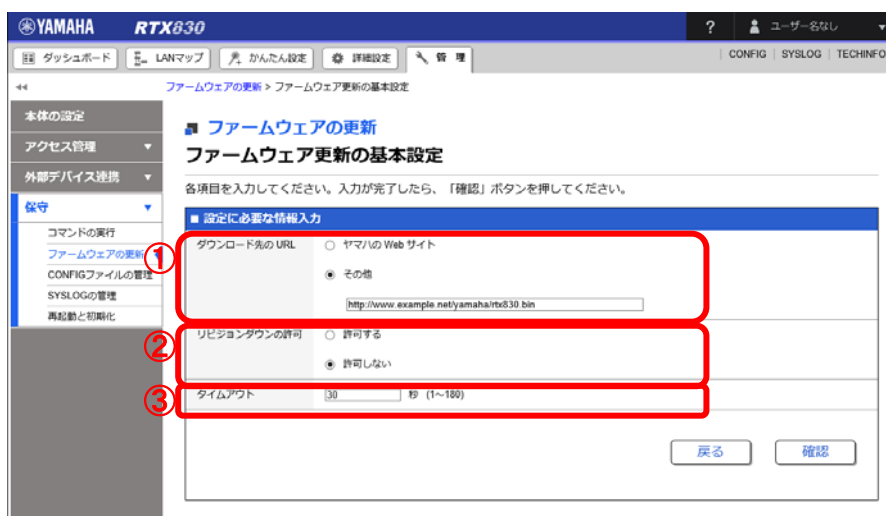 YAMAHA RTX830 ? ユーザーなし
ダッシュボード LANマップ かんたん設定 詳細設定 管理 CONFIG SYSLOG TECHINFO
ファームウェアの更新 > ファームウェア更新の基本設定
本体の設定
アクセス管理
外部デバイス連携
保守
コマンドの実行
ファームウェアの更新
CONFIGファイルの管理
SYSLOGの管理
再起動と初期化
ファームウェアの更新
ファームウェア更新の基本設定
各項目を入力してください。入力が完了したら、「確認」ボタンを押してください。
■ 設定に必要な情報入力
① ダウンロード先の URL ヤマハの Web サイト
その他
http://www.example.net/yamaha/rtx830.bin
② リビジョンダウンの許可 許可する
許可しない
③ タイムアウト 30 秒 (1~180)
戻る 確認